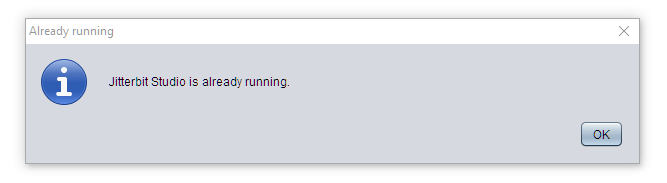 Already running
Jitterbit Studio is already running.
OK